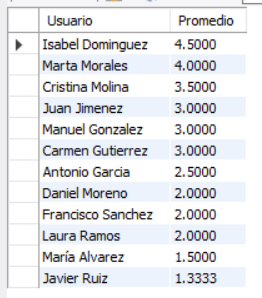 Usuario Promedio
Isabel Dominguez 4.5000
Marta Morales 4.0000
Cristina Molina 3.5000
Juan Jimenez 3.0000
Manuel Gonzalez 3.0000
Carmen Gutierrez 3.0000
Antonio Garcia 2.5000
Daniel Moreno 2.0000
Francisco Sanchez 2.0000
Laura Ramos 2.0000
María Alvarez 1.5000
Javier Ruiz 1.3333